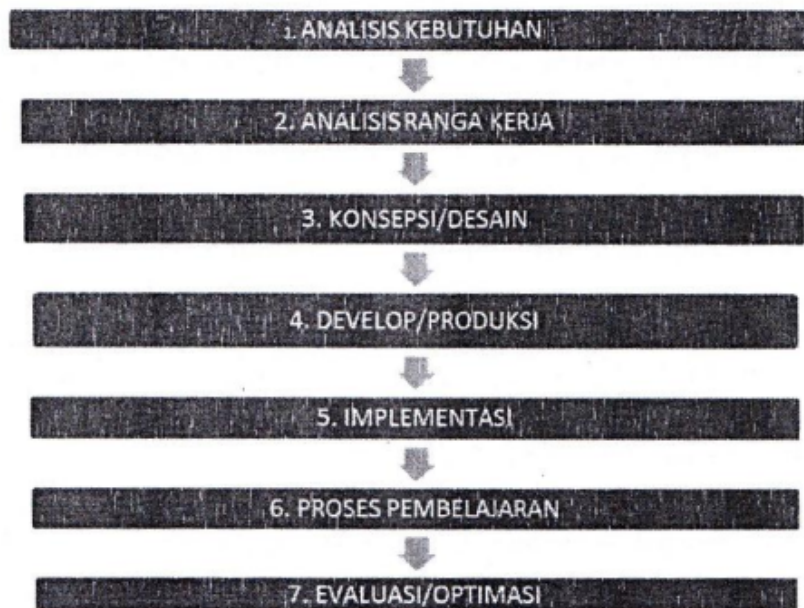 1. ANALISIS KEBUTUHAN
2. ANALISIS RANGA KERJA
3. KONSEPSI/DESAIN
4. DEVELOP/PRODUKSI
5. IMPLEMENTASI
6. PROSES PEMBELAJARAN
7. EVALUASI/OPTIMASI